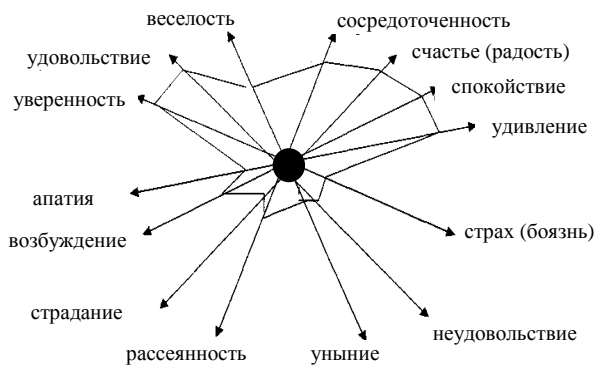 веселость
сосредоточенность
удовольствие
счастье (радость)
уверенность
спокойствие
удивление
апатия
возбуждение
страх (боязнь)
страдание
неудовольствие
рассеянность
уныние